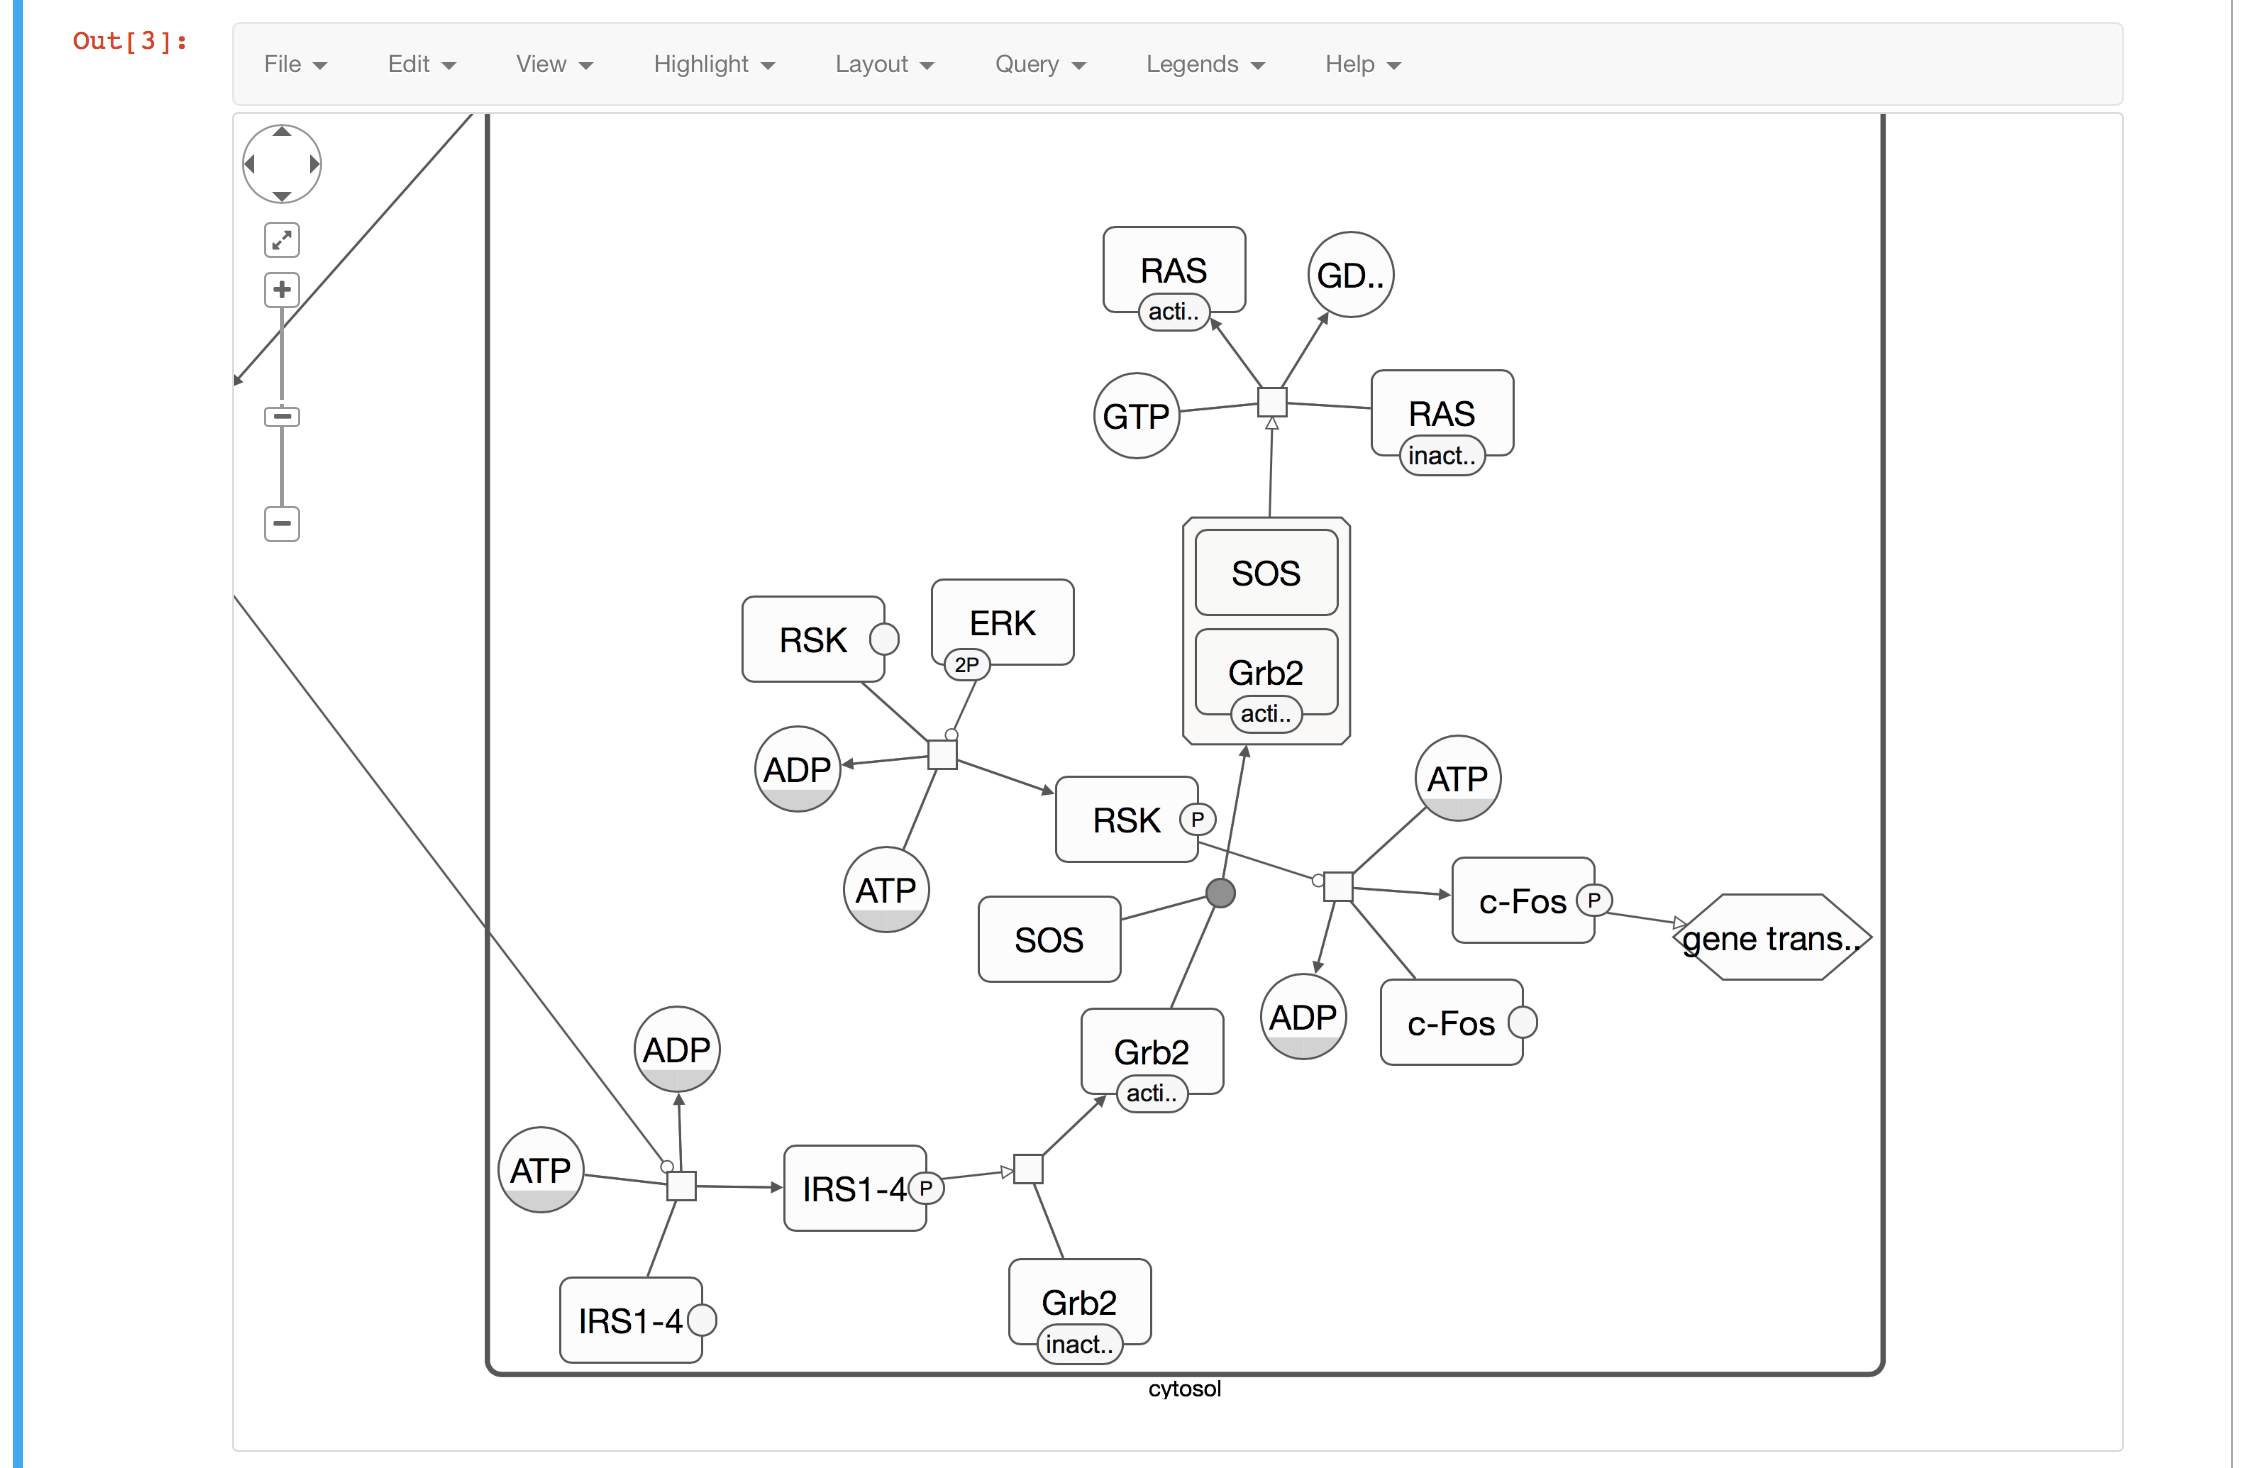 Out[3]:
File Edit View Highlight Layout Query Legends Help
RAS
acti..
GD..
GTP
RAS
inact..
SOS
Grb2
acti..
RSK
ERK
2P
ADP
ATP
RSK P
ATP
SOS
c-Fos P
gene trans..
ADP
c-Fos
Grb2
acti..
ADP
ATP
IRS1-4 P
IRS1-4
Grb2
inact..
cytosol